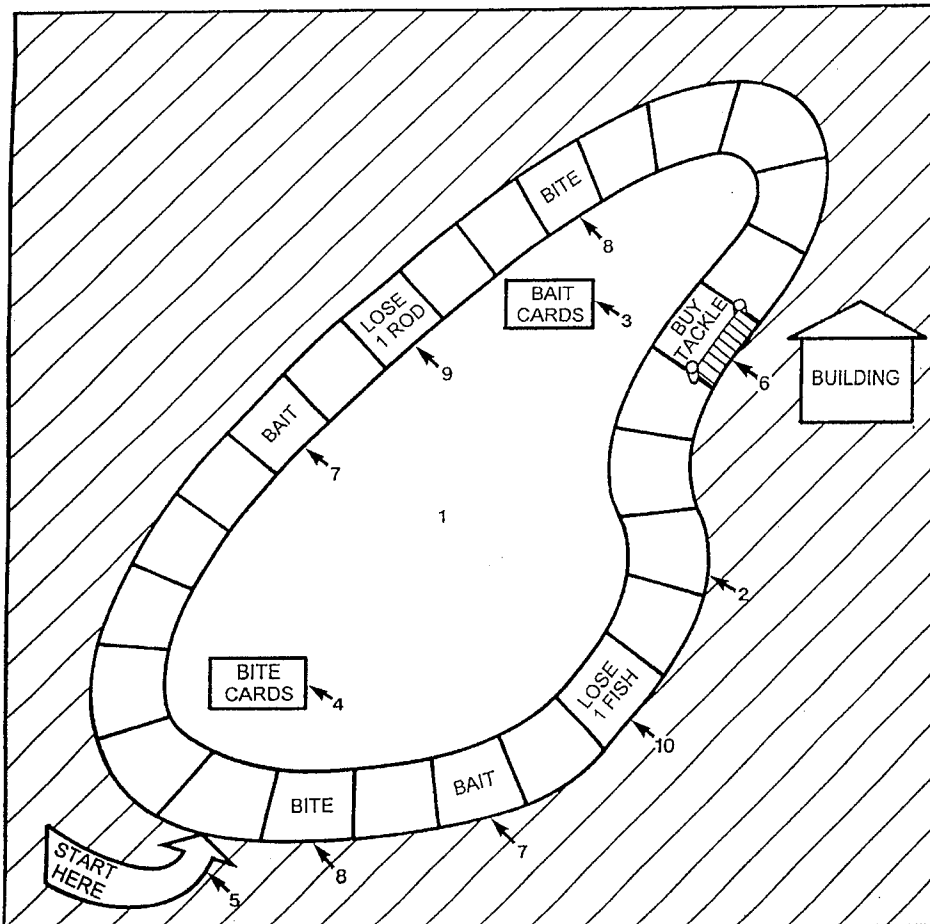 BITE
8
BAIT
CARDS
3
LOSE
1 ROD
9
BUY
TACKLE
6
BUILDING
BAIT
7
1
2
BITE
CARDS
4
LOSE
1 FISH
10
BAIT
7
BITE
8
START
HERE
5